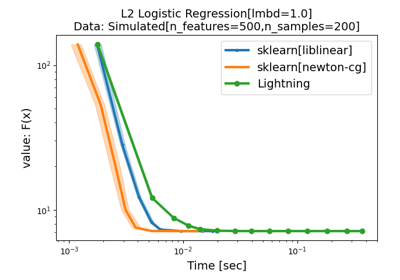 L2 Logistic Regression[lmbd=1.0]
Data: Simulated[n_features=500,n_samples=200]
sklearn[liblinear]
sklearn[newton-cg]
Lightning
value: F(x)
10²
10¹
10⁻³
10⁻²
10⁻¹
Time [sec]